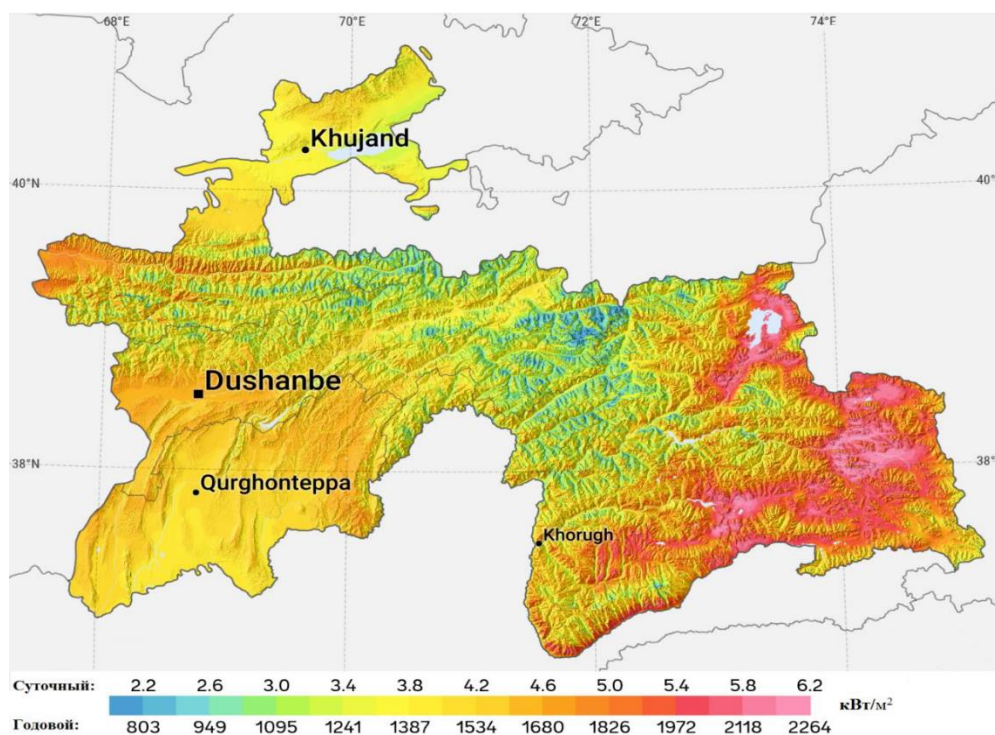 68°E 70°E 72°E 74°E
Khujand
40°N 40°
Dushanbe
38°N 38°
Qurghonteppa
Khorugh
Суточный: 2.2 2.6 3.0 3.4 3.8 4.2 4.6 5.0 5.4 5.8 6.2
кВт/м²
Годовой: 803 949 1095 1241 1387 1534 1680 1826 1972 2118 2264